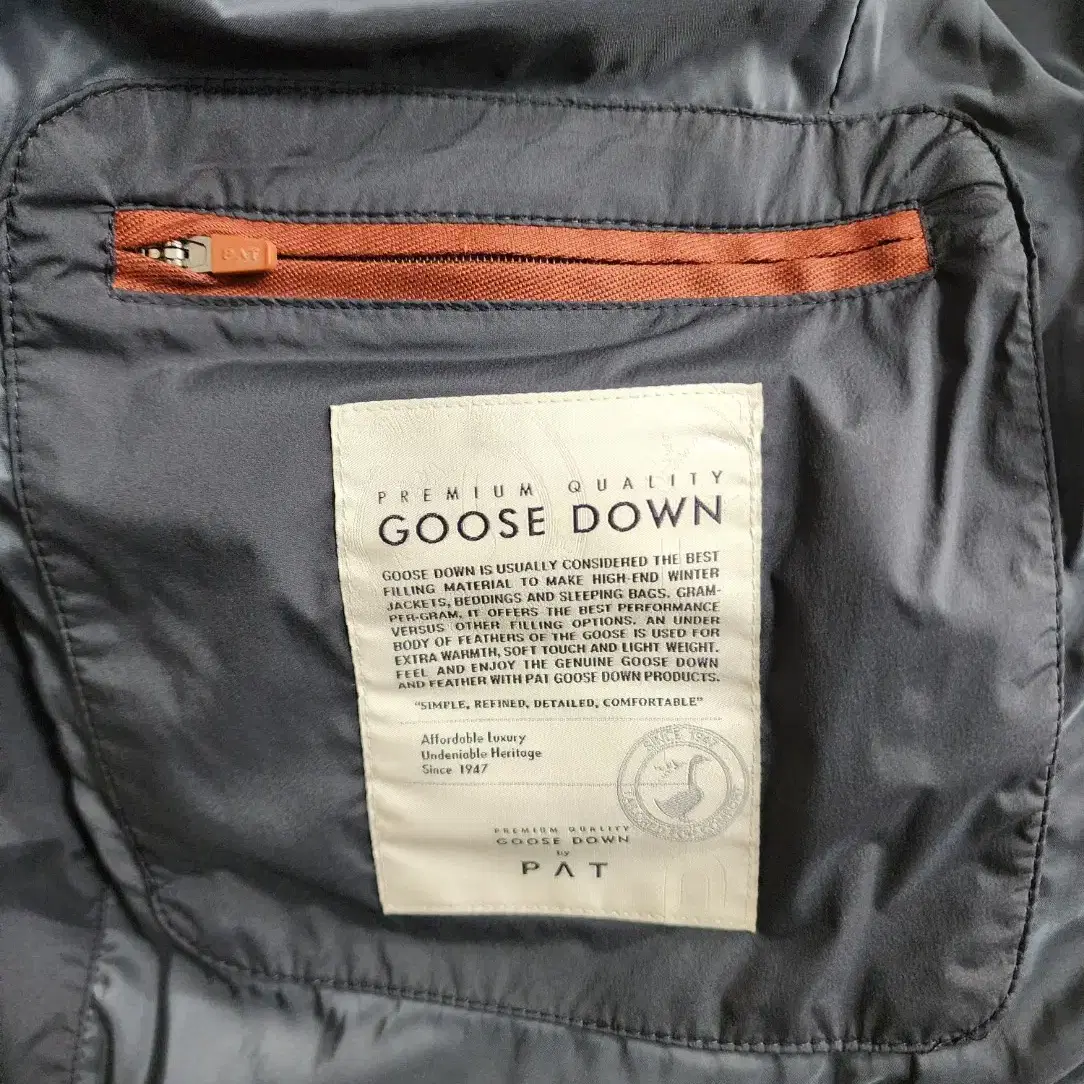 PAT
PREMIUM QUALITY
GOOSE DOWN
GOOSE DOWN IS USUALLY CONSIDERED THE BEST
FILLING MATERIAL TO MAKE HIGH-END WINTER
JACKETS, BEDDINGS AND SLEEPING BAGS. GRAM-
PER-GRAM, IT OFFERS THE BEST PERFORMANCE
VERSUS OTHER FILLING OPTIONS. AN UNDER
BODY OF FEATHERS OF THE GOOSE IS USED FOR
EXTRA WARMTH, SOFT TOUCH AND LIGHT WEIGHT.
FEEL AND ENJOY THE GENUINE GOOSE DOWN
AND FEATHER WITH PAT GOOSE DOWN PRODUCTS.
"SIMPLE, REFINED, DETAILED, COMFORTABLE"
Affordable Luxury
Undeniable Heritage
Since 1947
SINCE 1947
PREMIUM QUALITY
GOOSE DOWN
by
PΛT